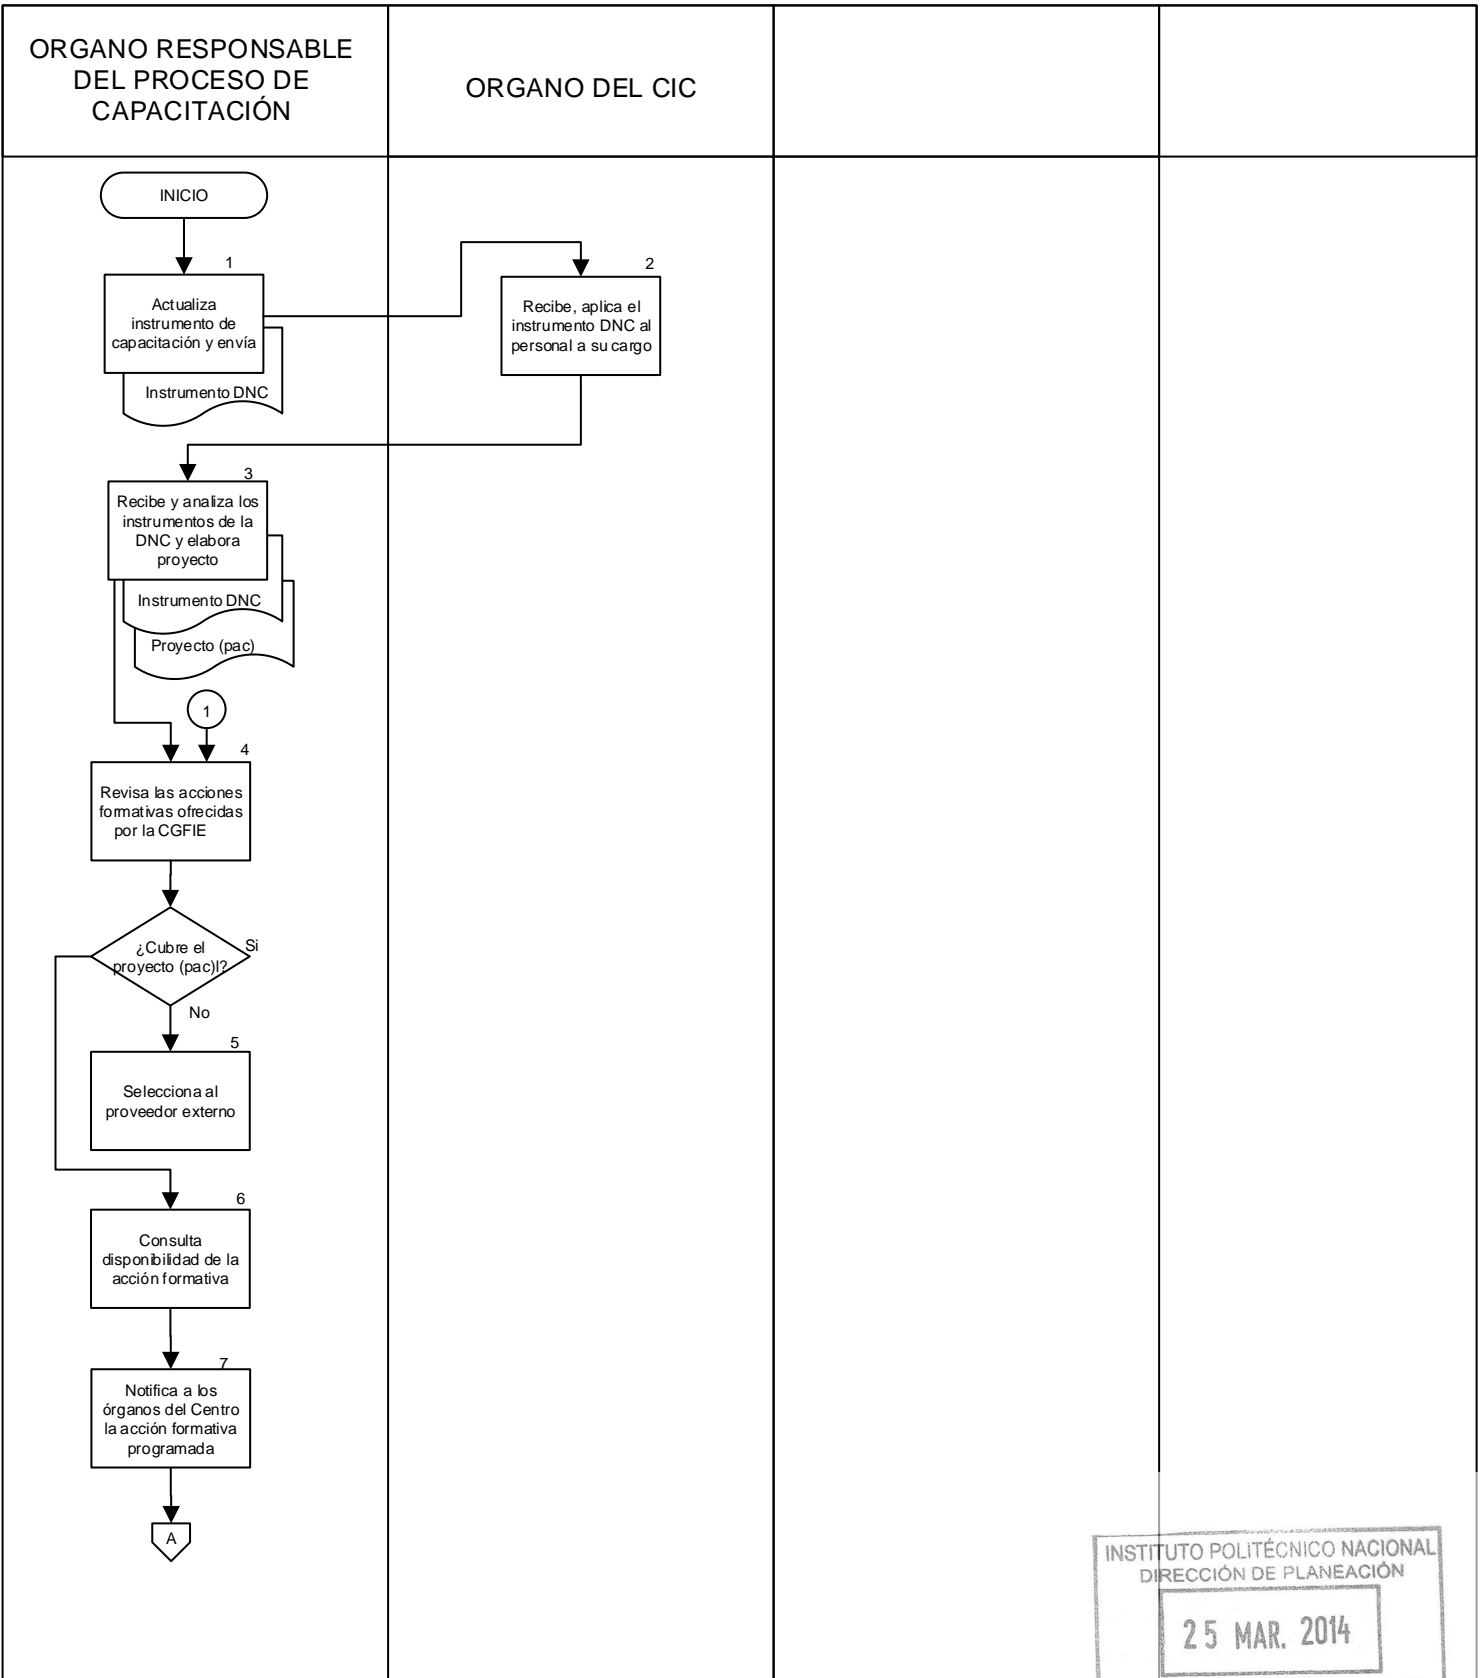 ORGANO RESPONSABLE
DEL PROCESO DE
CAPACITACIÓN
ORGANO DEL CIC
INICIO
1
Actualiza
instrumento de
capacitación y envía
Instrumento DNC
2
Recibe, aplica el
instrumento DNC al
personal a su cargo
3
Recibe y analiza los
instrumentos de la
DNC y elabora
proyecto
Instrumento DNC
Proyecto (pac)
1
4
Revisa las acciones
formativas ofrecidas
por la CGFIE
¿Cubre el
proyecto (pac)l?
Si
No
5
Selecciona al
proveedor externo
6
Consulta
disponibilidad de la
acción formativa
7
Notifica a los
órganos del Centro
la acción formativa
programada
A
INSTITUTO POLITÉCNICO NACIONAL
DIRECCIÓN DE PLANEACIÓN
25 MAR. 2014